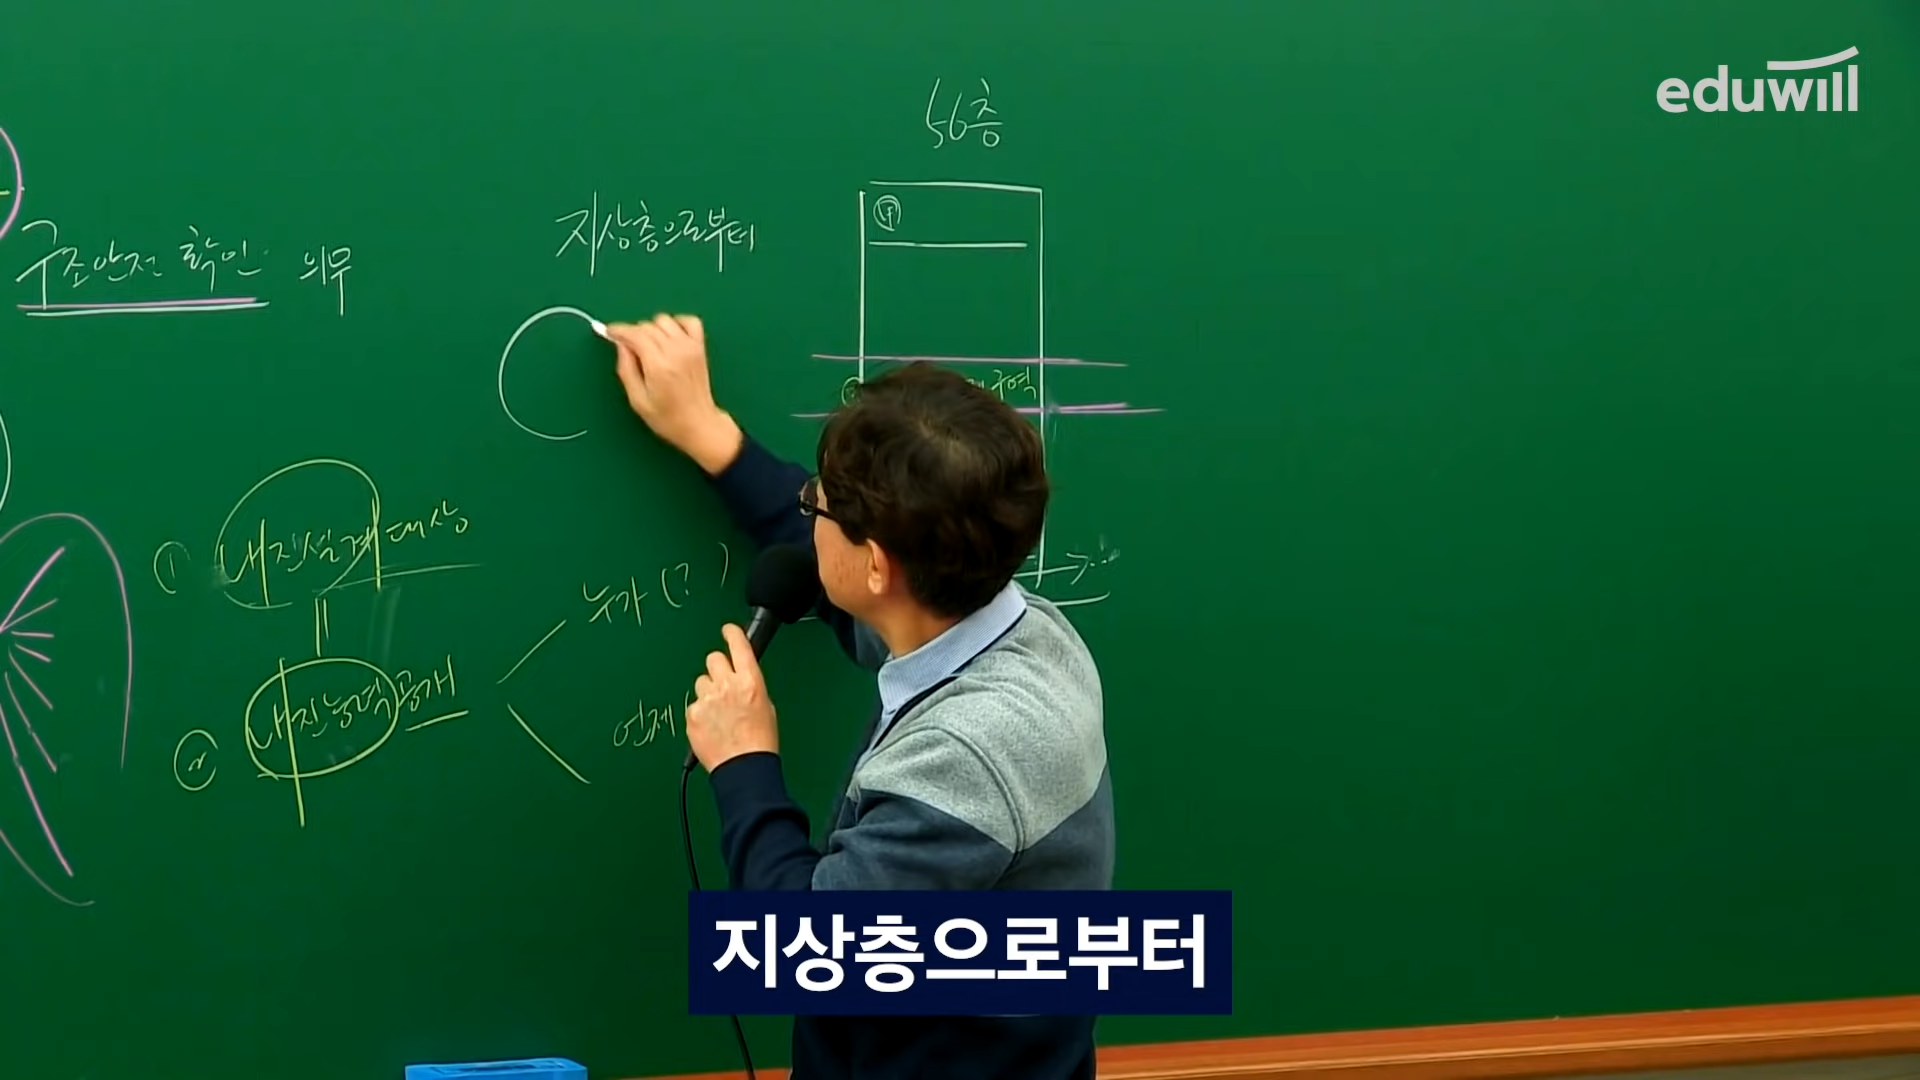 eduwill
56층
지상층으로부터
구조안전 확인 의무
구역
① 내진설계대상
누가 (? )
② 내진능력공개
언제
지상층으로부터